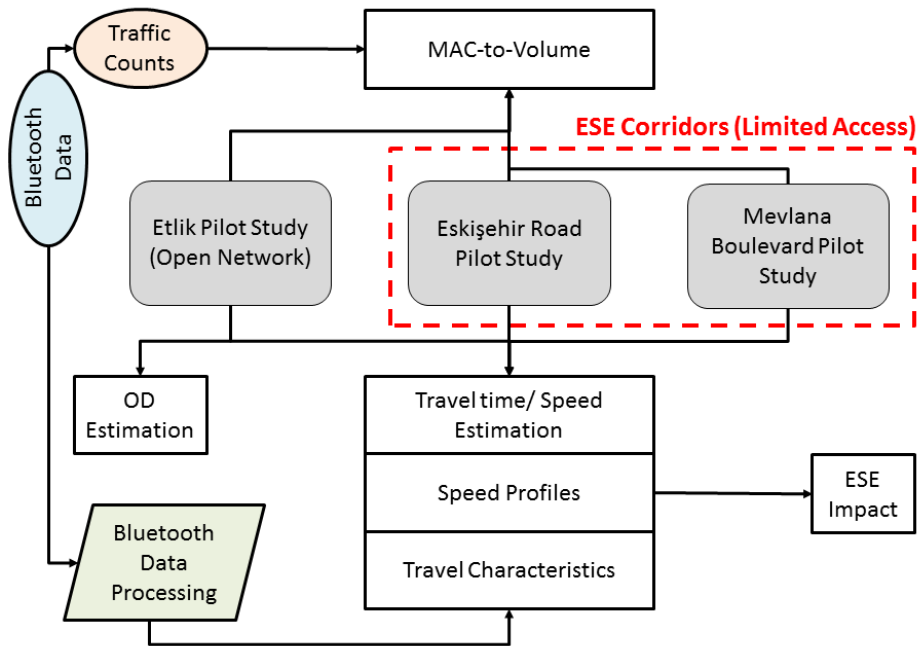 Traffic
Counts
MAC-to-Volume
Bluetooth
Data
ESE Corridors (Limited Access)
Etlik Pilot Study
(Open Network)
Eskişehir Road
Pilot Study
Mevlana
Boulevard Pilot
Study
OD
Estimation
Travel time/ Speed
Estimation
Speed Profiles
Travel Characteristics
ESE
Impact
Bluetooth
Data
Processing